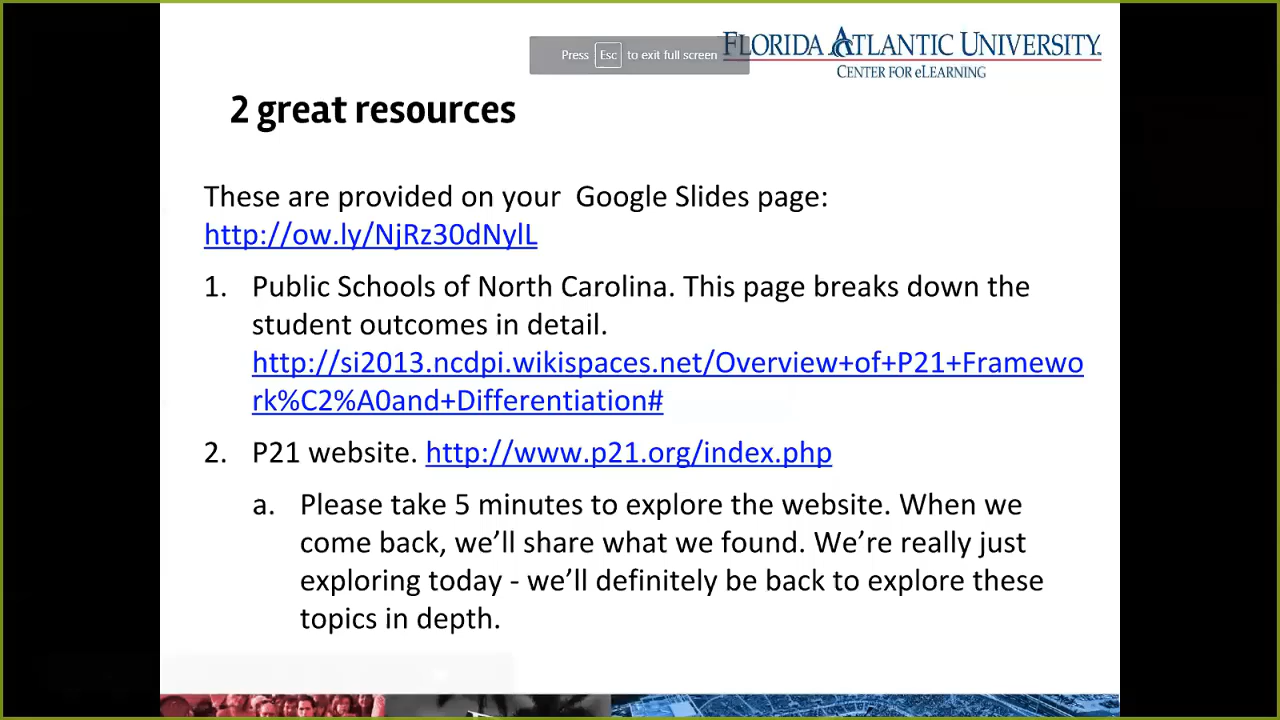 Press Esc to exit full screen
FLORIDA ATLANTIC UNIVERSITY.
CENTER FOR eLEARNING
2 great resources
These are provided on your  Google Slides page:
http://ow.ly/NjRz30dNylL
1. Public Schools of North Carolina. This page breaks down the
student outcomes in detail.
http://si2013.ncdpi.wikispaces.net/Overview+of+P21+Framewo
rk%C2%A0and+Differentiation#
2. P21 website. http://www.p21.org/index.php
a. Please take 5 minutes to explore the website. When we
come back, we’ll share what we found. We’re really just
exploring today - we’ll definitely be back to explore these
topics in depth.